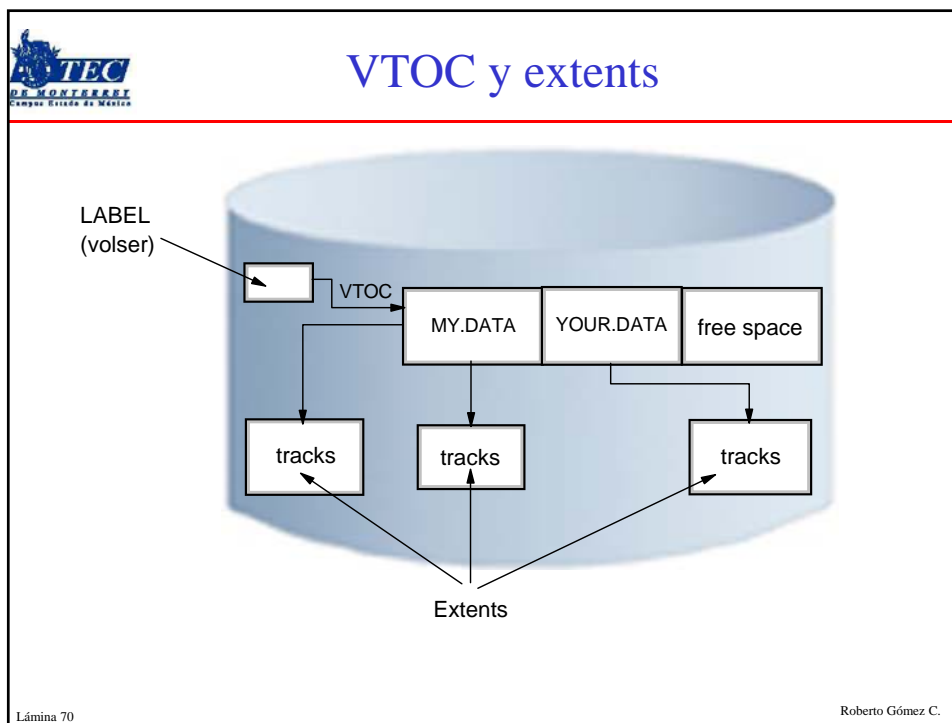 TEC
DE MONTERREY
Campus Estado de México
VTOC y extents
LABEL
(volser)
VTOC
MY.DATA
YOUR.DATA
free space
tracks
tracks
tracks
Extents
Lámina 70
Roberto Gómez C.